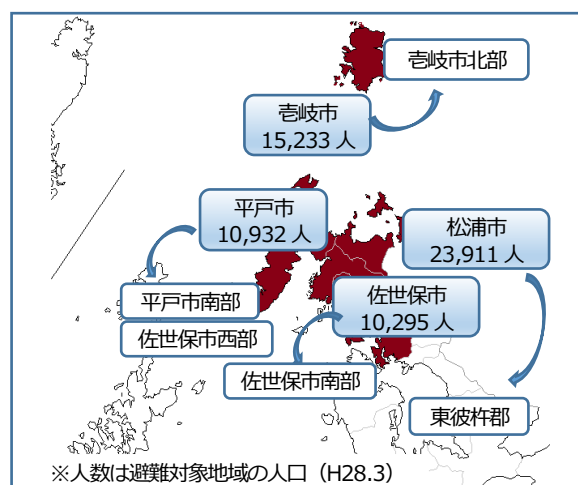 壱岐市北部
壱岐市
15,233 人
平戸市
10,932 人
松浦市
23,911 人
平戸市南部
佐世保市西部
佐世保市
10,295 人
佐世保市南部
東彼杵郡
※人数は避難対象地域の人口（H28.3）